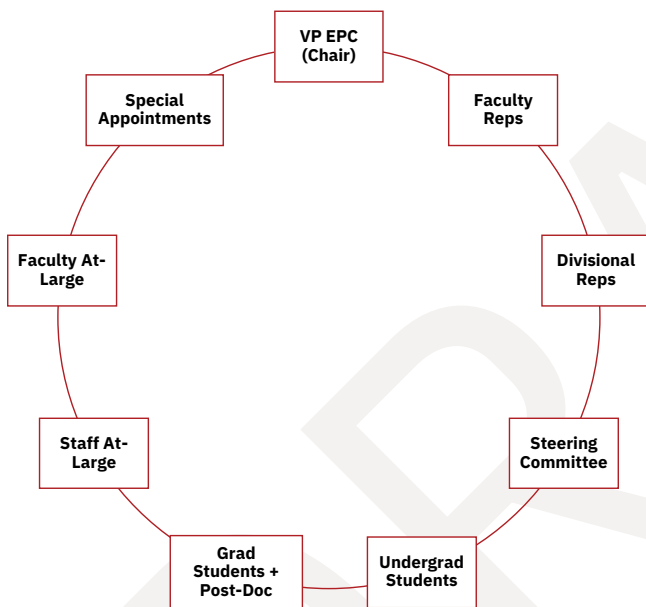 VP EPC
(Chair)
Faculty
Reps
Divisional
Reps
Steering
Committee
Undergrad
Students
Grad
Students +
Post-Doc
Staff At-
Large
Faculty At-
Large
Special
Appointments